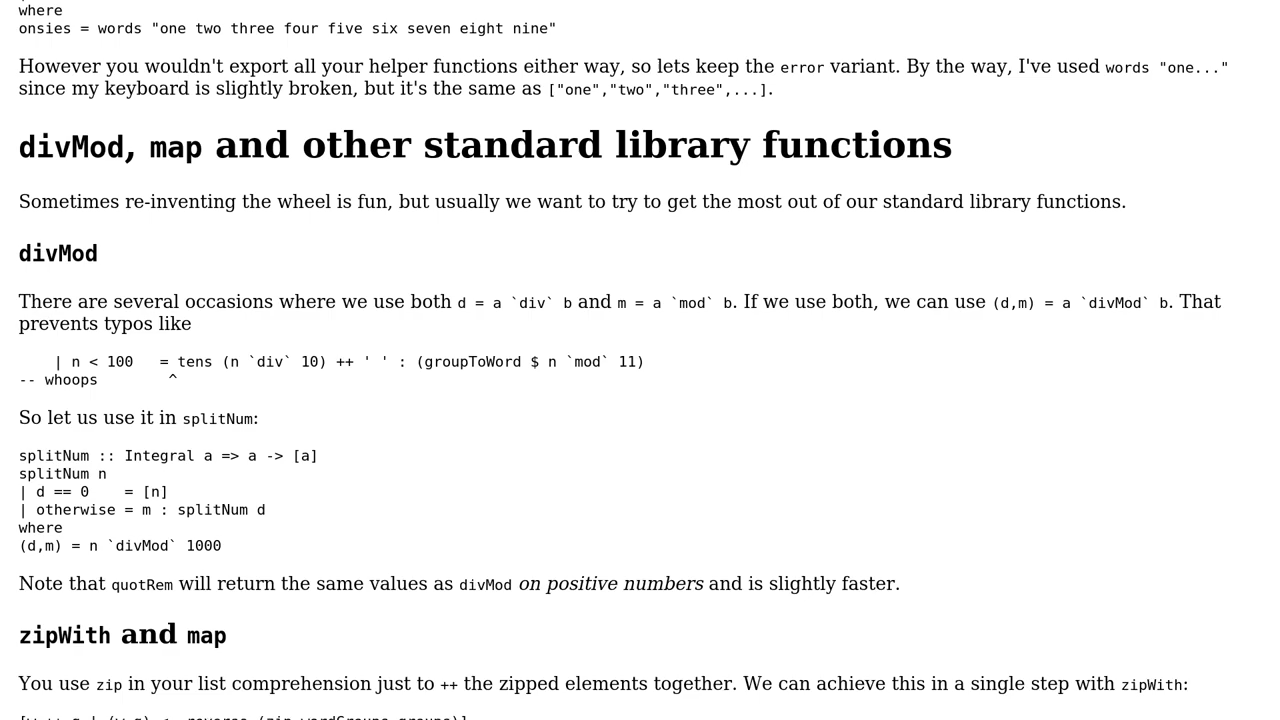 where
onsies = words "one two three four five six seven eight nine"
However you wouldn't export all your helper functions either way, so lets keep the error variant. By the way, I've used words "one..."
since my keyboard is slightly broken, but it's the same as ["one","two","three",...].
divMod, map and other standard library functions
Sometimes re-inventing the wheel is fun, but usually we want to try to get the most out of our standard library functions.
divMod
There are several occasions where we use both d = a `div` b and m = a `mod` b. If we use both, we can use (d,m) = a `divMod` b. That
prevents typos like
    | n < 100   = tens (n `div` 10) ++ ' ' : (groupToWord $ n `mod` 11)
-- whoops        ^
So let us use it in splitNum:
splitNum :: Integral a => a -> [a]
splitNum n
| d == 0    = [n]
| otherwise = m : splitNum d
where
(d,m) = n `divMod` 1000
Note that quotRem will return the same values as divMod on positive numbers and is slightly faster.
zipWith and map
You use zip in your list comprehension just to ++ the zipped elements together. We can achieve this in a single step with zipWith: